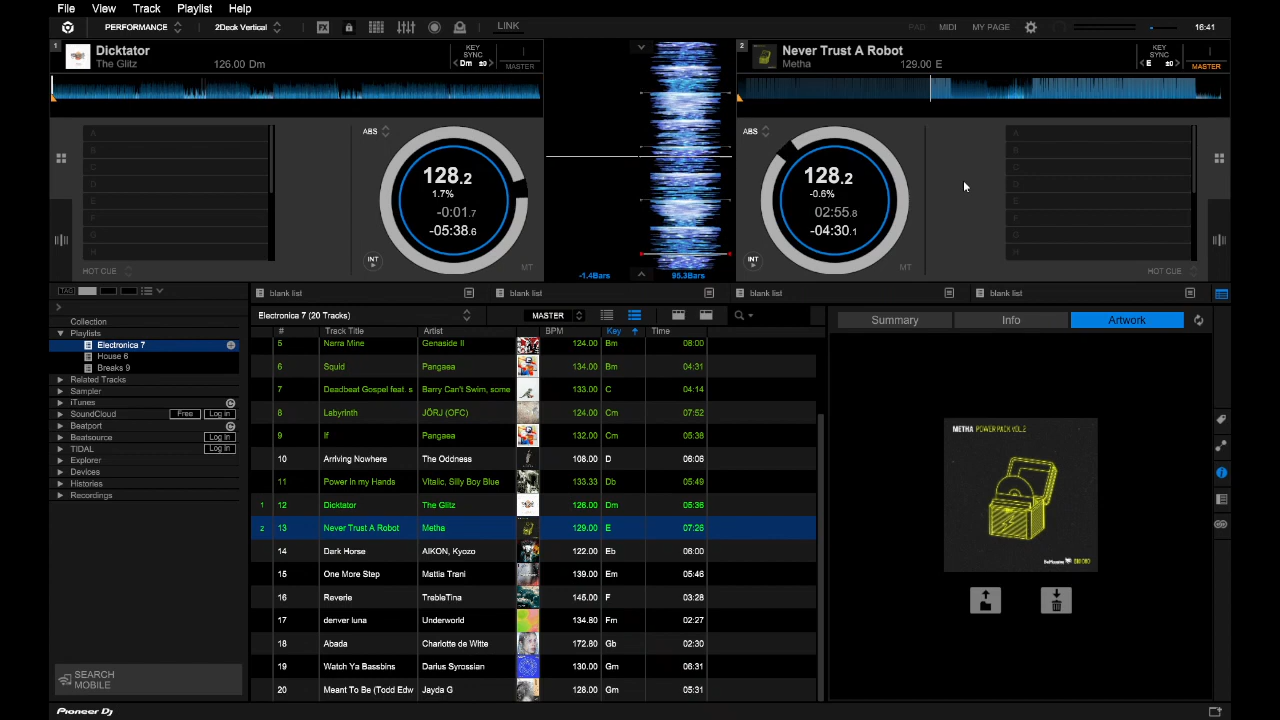 File View Track Playlist ?Help
PERFORMANCE 2Deck Vertical FX LINK PAD MIDI MY PAGE 16:41
1 Dicktator KEY SYNC
The Glitz 126.00 Dm Dm ±0 MASTER
2 Never Trust A Robot KEY SYNC
Metha 129.00 E E ±0 MASTER
A
B
C
D
E
F
G
H
HOT CUE
ABS
128.2
1.7%
-0:01.7
-05:38.6
INT
MT
-1.4Bars 95.3Bars
ABS
128.2
-0.6%
02:55.8
-04:30.1
INT
MT
A
B
C
D
E
F
G
H
HOT CUE
TAG
blank list blank list blank list blank list
Collection
Playlists
Electronica 7
House 6
Breaks 9
Related Tracks
Sampler
iTunes
SoundCloud Free Log in
Beatport
Beatsource Log in
TIDAL Log in
Explorer
Devices
Histories
Recordings
SEARCH
MOBILE
Electronica 7 (20 Tracks) MASTER
# Track Title Artist BPM Key Time
5 Narra Mine Genaside II 124.00 Bm 08:00
6 Squid Pangaea 134.00 Bm 04:31
7 Deadbeat Gospel feat. s Barry Can't Swim, some 133.00 C 04:14
8 Labyrinth JÖRJ (OFC) 124.00 Cm 07:52
9 If Pangaea 132.00 Cm 05:38
10 Arriving Nowhere The Oddness 108.00 D 06:06
11 Power In my Hands Vitalic, Silly Boy Blue 133.33 Db 05:49
1 12 Dicktator The Glitz 126.00 Dm 05:36
2 13 Never Trust A Robot Metha 129.00 E 07:26
14 Dark Horse AIKON, Kyozo 122.00 Eb 06:00
15 One More Step Mattia Trani 139.00 Em 05:46
16 Reverie TrebleTina 145.00 F 03:28
17 denver luna Underworld 134.80 Fm 02:27
18 Abada Charlotte de Witte 172.80 Gb 02:30
19 Watch Ya Bassbins Darius Syrossian 130.00 Gm 06:31
20 Meant To Be (Todd Edw Jayda G 128.00 Gm 05:31
Summary Info Artwork
METHA POWER PACK VOL.2
Pioneer Dj